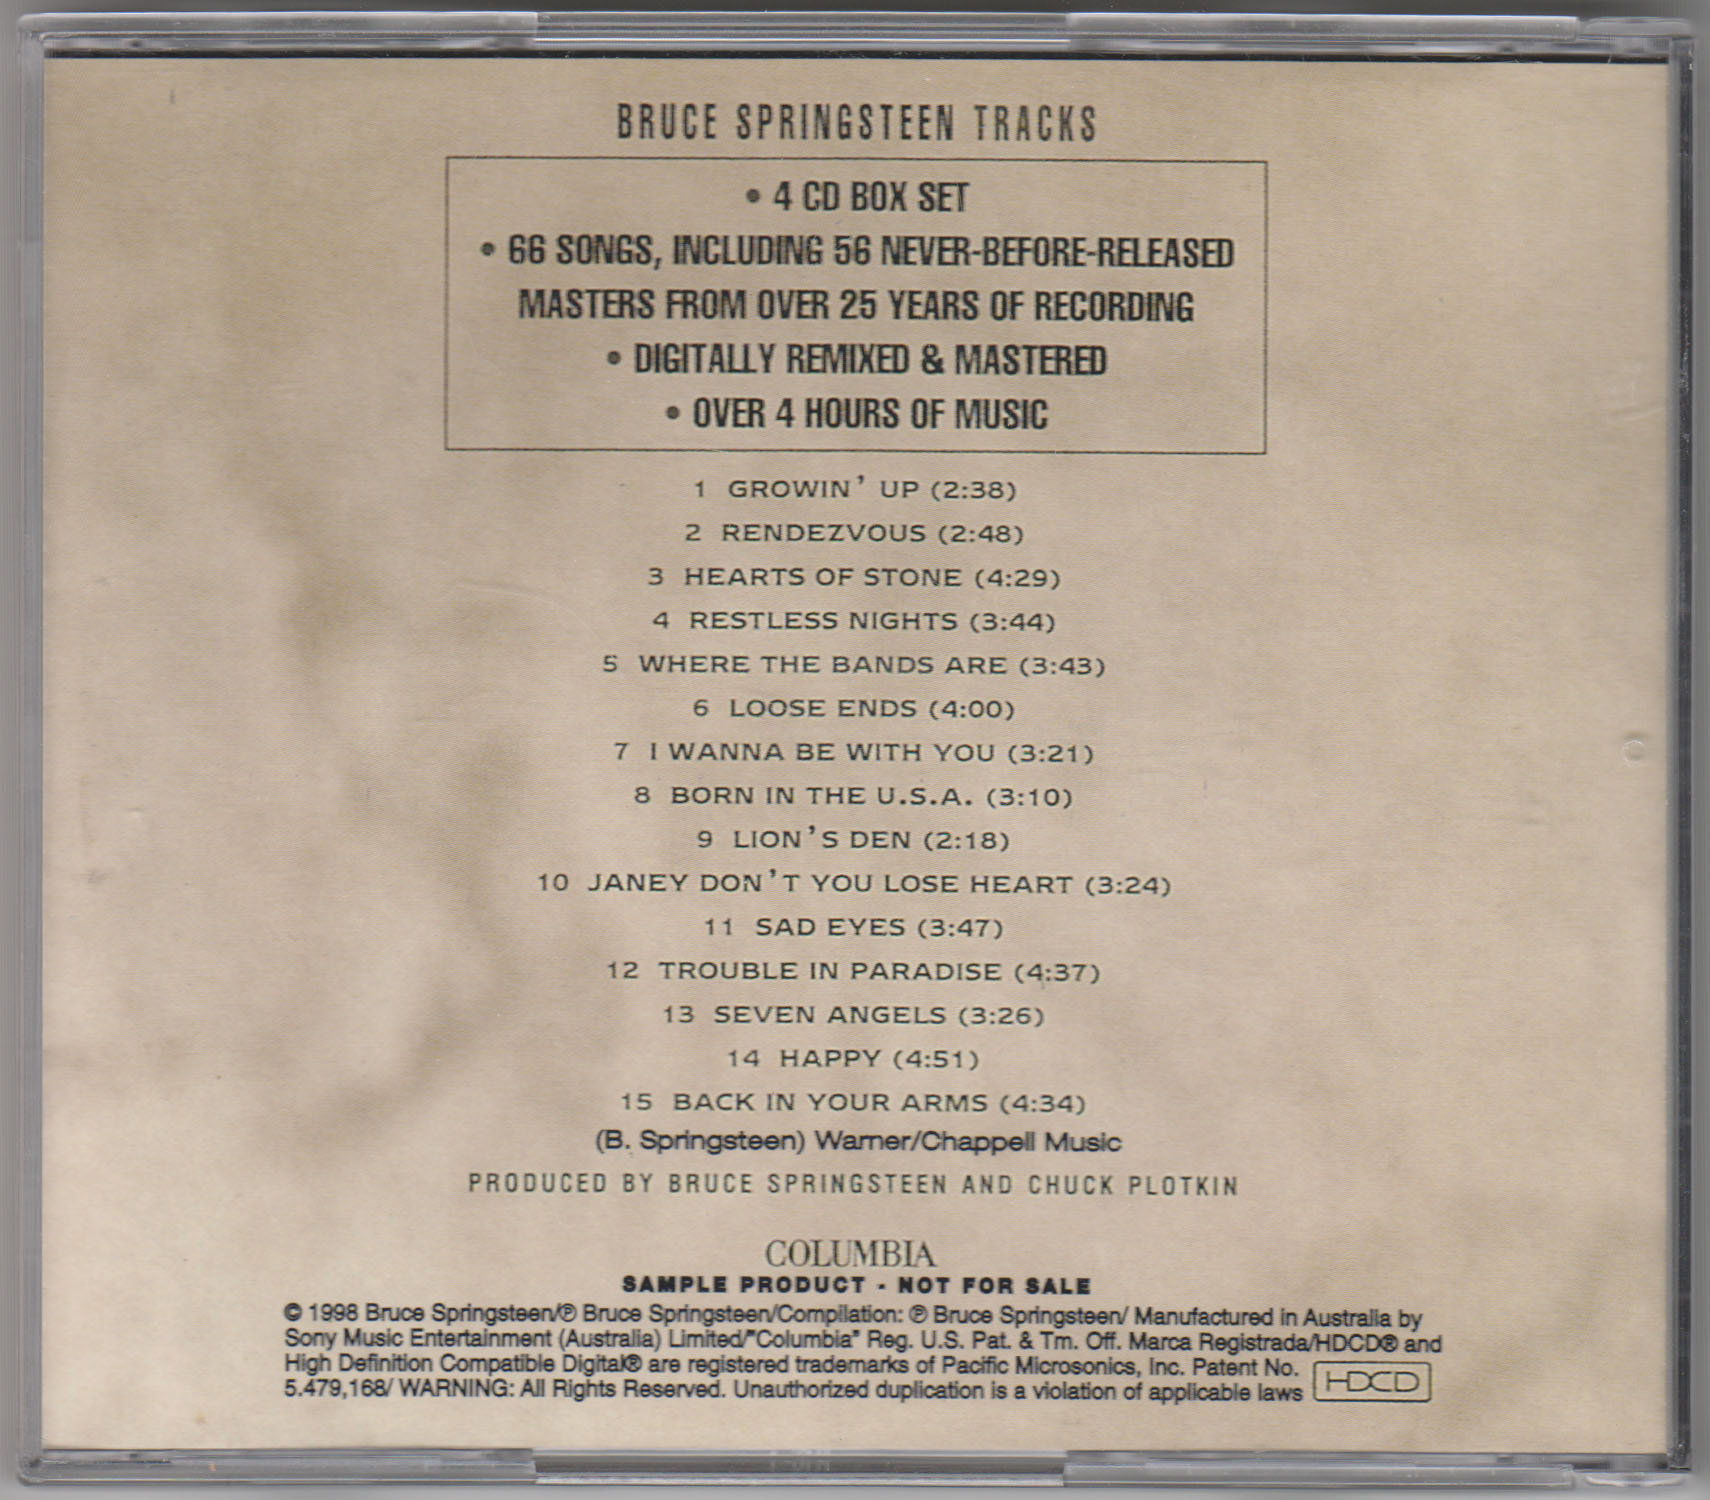 BRUCE SPRINGSTEEN TRACKS
• 4 CD BOX SET
• 66 SONGS, INCLUDING 56 NEVER-BEFORE-RELEASED
MASTERS FROM OVER 25 YEARS OF RECORDING
• DIGITALLY REMIXED & MASTERED
• OVER 4 HOURS OF MUSIC
1 GROWIN' UP (2:38)
2 RENDEZVOUS (2:48)
3 HEARTS OF STONE (4:29)
4 RESTLESS NIGHTS (3:44)
5 WHERE THE BANDS ARE (3:43)
6 LOOSE ENDS (4:00)
7 I WANNA BE WITH YOU (3:21)
8 BORN IN THE U.S.A. (3:10)
9 LION'S DEN (2:18)
10 JANEY DON'T YOU LOSE HEART (3:24)
11 SAD EYES (3:47)
12 TROUBLE IN PARADISE (4:37)
13 SEVEN ANGELS (3:26)
14 HAPPY (4:51)
15 BACK IN YOUR ARMS (4:34)
(B. Springsteen) Warner/Chappell Music
PRODUCED BY BRUCE SPRINGSTEEN AND CHUCK PLOTKIN
COLUMBIA
SAMPLE PRODUCT - NOT FOR SALE
© 1998 Bruce Springsteen/℗ Bruce Springsteen/Compilation: ℗ Bruce Springsteen/ Manufactured in Australia by
Sony Music Entertainment (Australia) Limited/"Columbia" Reg. U.S. Pat. & Tm. Off. Marca Registrada/HDCD® and
High Definition Compatible Digital® are registered trademarks of Pacific Microsonics, Inc. Patent No.
5.479,168/ WARNING: All Rights Reserved. Unauthorized duplication is a violation of applicable laws
HDCD